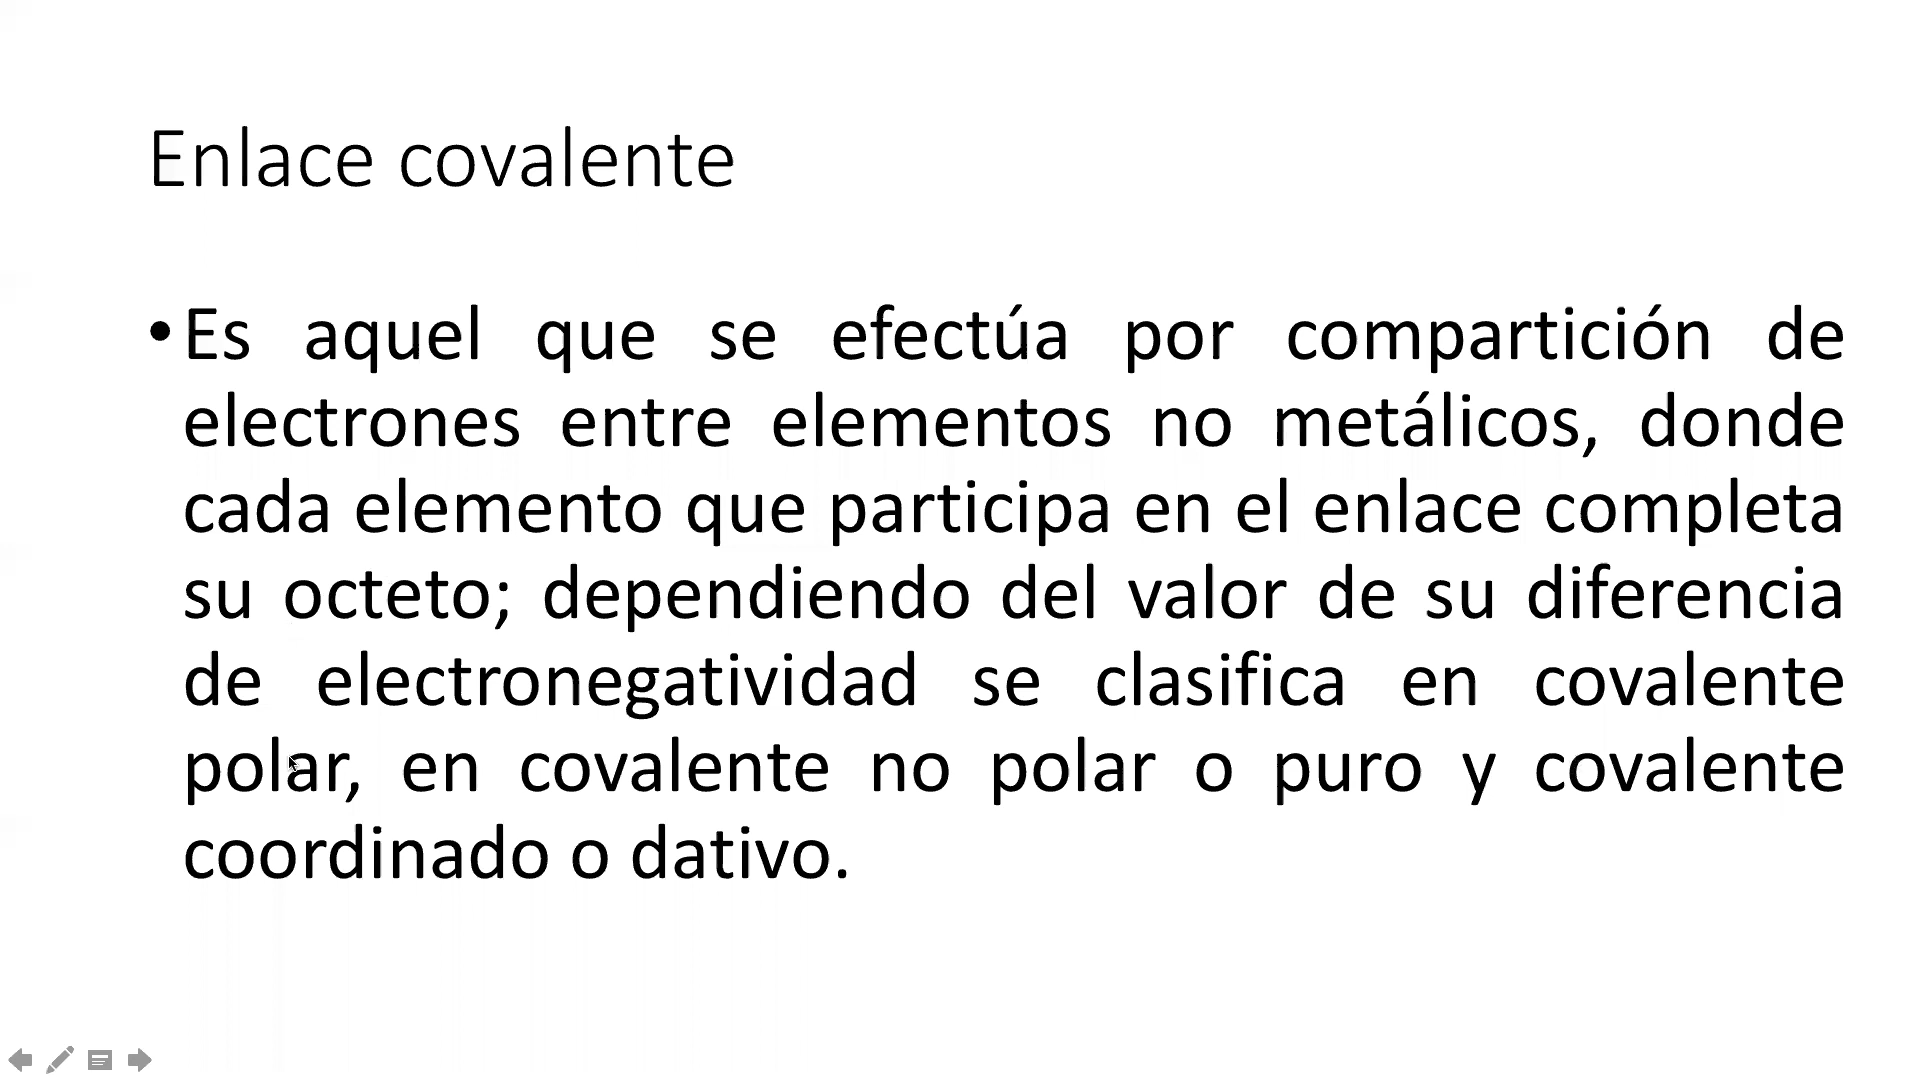 Enlace covalente
•Es aquel que se efectúa por compartición de
electrones entre elementos no metálicos, donde
cada elemento que participa en el enlace completa
su octeto; dependiendo del valor de su diferencia
de electronegatividad se clasifica en covalente
polar, en covalente no polar o puro y covalente
coordinado o dativo.